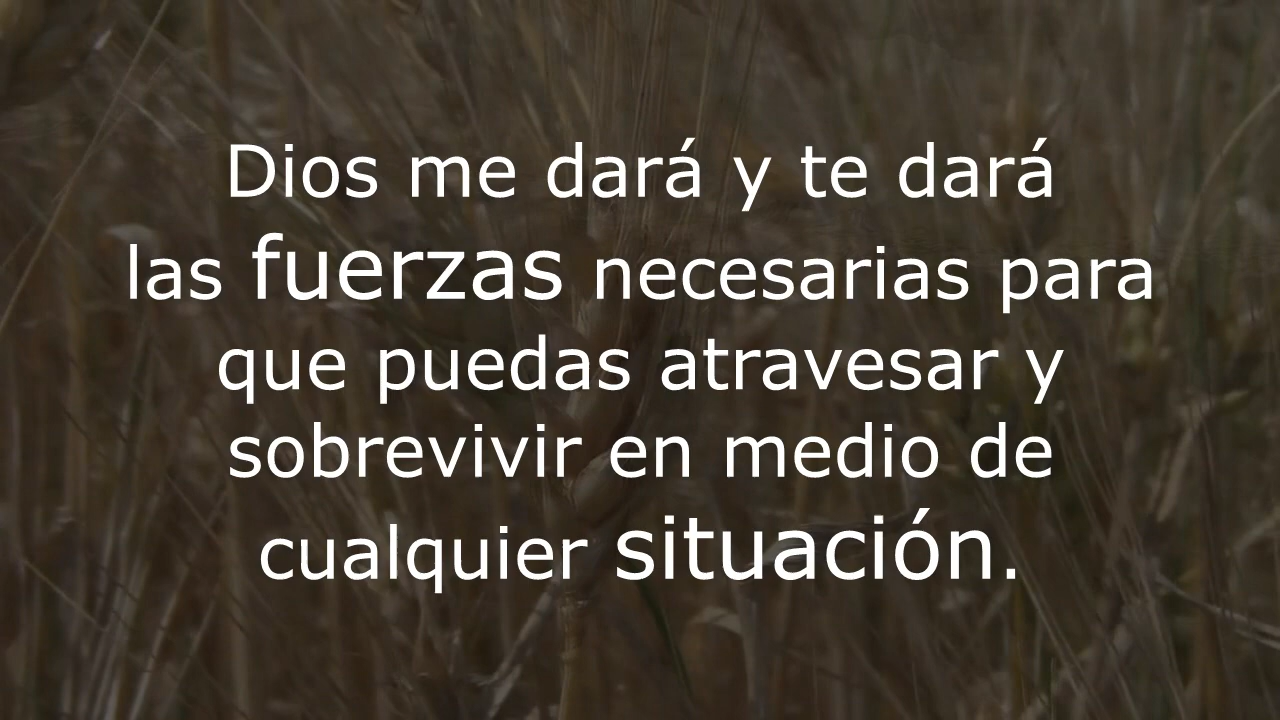 Dios me dará y te dará
las fuerzas necesarias para
que puedas atravesar y
sobrevivir en medio de
cualquier situación.